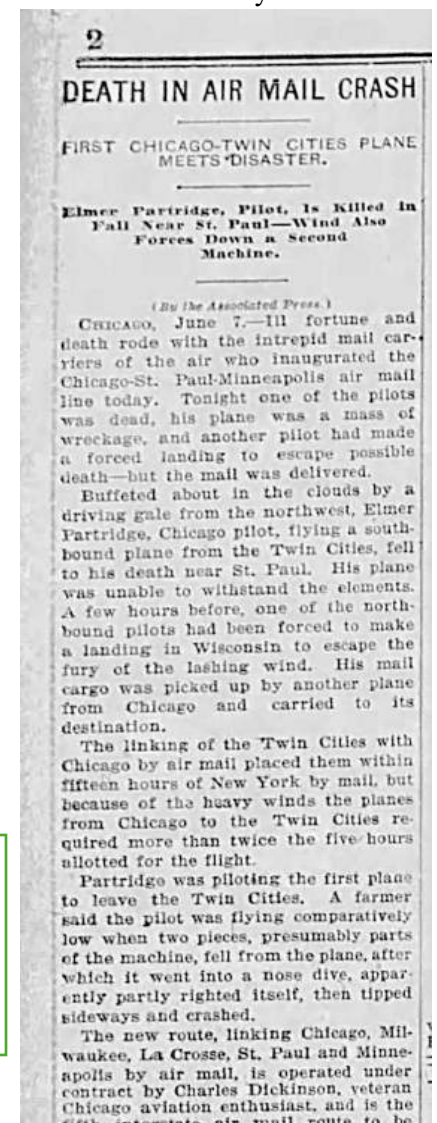 2
DEATH IN AIR MAIL CRASH
FIRST CHICAGO-TWIN CITIES PLANE
MEETS DISASTER.
Elmer Partridge, Pilot, Is Killed in
Fall Near St. Paul—Wind Also
Forces Down a Second
Machine.
(By the Associated Press.)
CHICAGO, June 7.—Ill fortune and
death rode with the intrepid mail car-
riers of the air who inaugurated the
Chicago-St. Paul-Minneapolis air mail
line today. Tonight one of the pilots
was dead, his plane was a mass of
wreckage, and another pilot had made
a forced landing to escape possible
death—but the mail was delivered.
Buffeted about in the clouds by a
driving gale from the northwest, Elmer
Partridge, Chicago pilot, flying a south-
bound plane from the Twin Cities, fell
to his death near St. Paul. His plane
was unable to withstand the elements.
A few hours before, one of the north-
bound pilots had been forced to make
a landing in Wisconsin to escape the
fury of the lashing wind. His mail
cargo was picked up by another plane
from Chicago and carried to its
destination.
The linking of the Twin Cities with
Chicago by air mail placed them within
fifteen hours of New York by mail, but
because of the heavy winds the planes
from Chicago to the Twin Cities re-
quired more than twice the five hours
allotted for the flight.
Partridge was piloting the first plane
to leave the Twin Cities. A farmer
said the pilot was flying comparatively
low when two pieces, presumably parts
of the machine, fell from the plane, after
which it went into a nose dive, appar-
ently partly righted itself, then tipped
sideways and crashed.
The new route, linking Chicago, Mil-
waukee, La Crosse, St. Paul and Minne-
apolis by air mail, is operated under
contract by Charles Dickinson, veteran
Chicago aviation enthusiast, and is the
fifth interstate air mail route to be